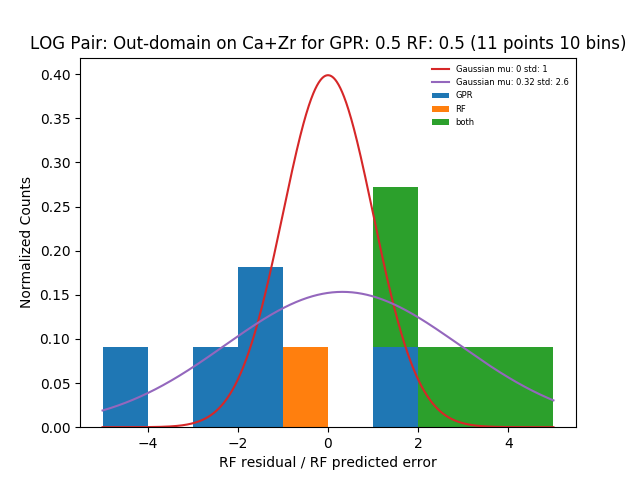 LOG Pair: Out-domain on Ca+Zr for GPR: 0.5 RF: 0.5 (11 points 10 bins)
Gaussian mu: 0 std: 1
Gaussian mu: 0.32 std: 2.6
GPR
RF
both
0.40
0.35
0.30
0.25
0.20
0.15
0.10
0.05
0.00
Normalized Counts
−4 −2 0 2 4
RF residual / RF predicted error